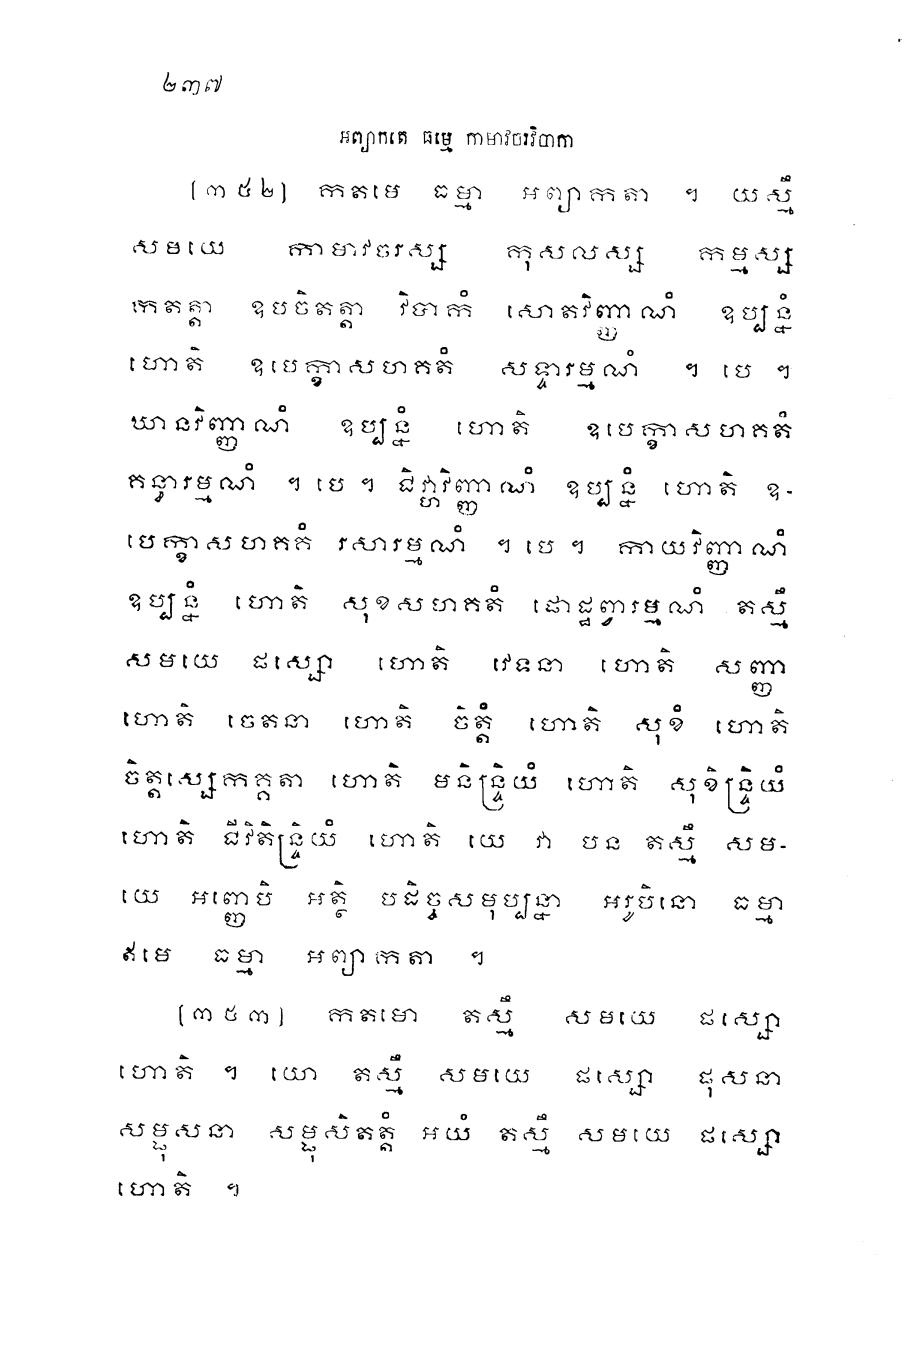 ២៣៧
អព្យាកតេ ធម្មេ កាមាវចរវិបាកា
(៣៥២) កតមេ ធម្មា អព្យាកតា ។ យស្មឹ
សមយេ កាមាវចរស្ស កុសលស្ស កម្មស្ស
កតត្តា ឧបចិតត្តា វិបាកំ សោតវិញ្ញាណំ ឧប្បន្នំ
ហោតិ ឧបេក្ខាសហគតំ សទ្ទារម្មណំ ។ បេ ។
ឃានវិញ្ញាណំ ឧប្បន្នំ ហោតិ ឧបេក្ខាសហគតំ
គន្ធារម្មណំ ។ បេ ។ ជិវ្ហាវិញ្ញាណំ ឧប្បន្នំ ហោតិ ឧ-
បេក្ខាសហគតំ រសារម្មណំ ។ បេ ។ កាយវិញ្ញាណំ
ឧប្បន្នំ ហោតិ សុខសហគតំ ផោដ្ឋព្វារម្មណំ តស្មឹ
សមយេ ផស្សោ ហោតិ វេទនា ហោតិ សញ្ញា
ហោតិ ចេតនា ហោតិ ចិត្តំ ហោតិ សុខំ ហោតិ
ចិត្តស្សេកគ្គតា ហោតិ មនិន្ទ្រិយំ ហោតិ សុខិន្ទ្រិយំ
ហោតិ ជីវិតិន្ទ្រិយំ ហោតិ យេ វា បន តស្មឹ សម-
យេ អញ្ញេបិ អត្ថិ បដិច្ចសមុប្បន្នា អរូបិនោ ធម្មា
ឥមេ ធម្មា អព្យាកតា ។
(៣៥៣) កតមោ តស្មឹ សមយេ ផស្សោ
ហោតិ ។ យោ តស្មឹ សមយេ ផស្សោ ផុសនា
សម្ផុសនា សម្ផុសិតត្តំ អយំ តស្មឹ សមយេ ផស្សោ
ហោតិ ។